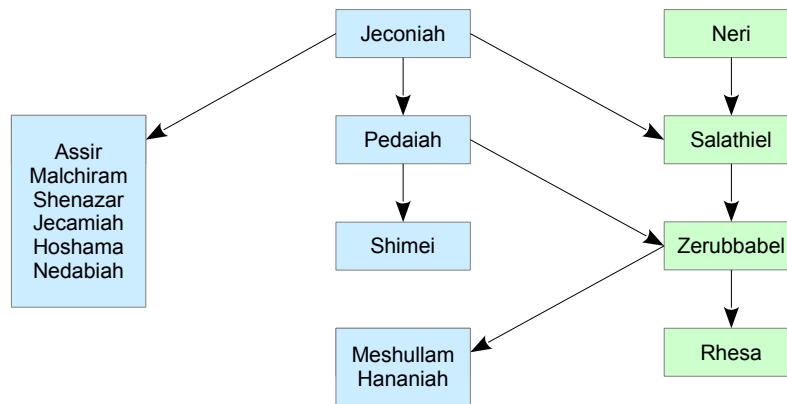 Jeconiah
Neri
Assir
Malchiram
Shenazar
Jecamiah
Hoshama
Nedabiah
Pedaiah
Salathiel
Shimei
Zerubbabel
Meshullam
Hananiah
Rhesa